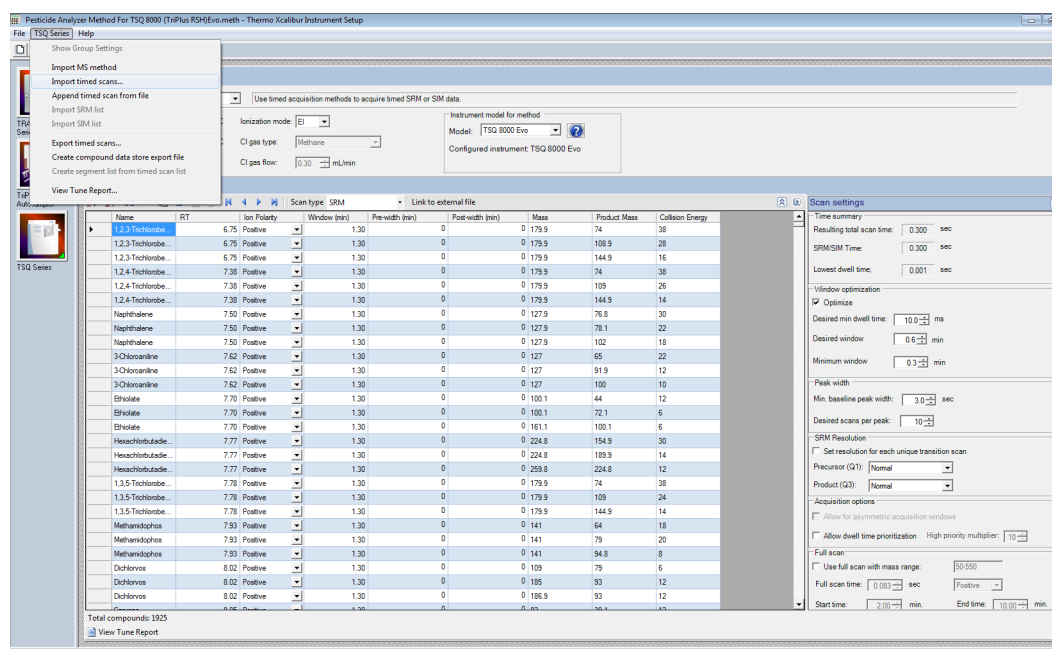 Pesticide Analyzer Method For TSQ 8000 (TriPlus RSH)Evo.meth - Thermo Xcalibur Instrument Setup
File TSQ Series Help
Show Group Settings
Import MS method
Import timed scans...
Append timed scan from file
Import SRM list
Import SIM list
Export timed scans...
Create compound data store export file
Create segment list from timed scan list
View Tune Report...
TSQ Series
Use timed acquisition methods to acquire timed SRM or SIM data.
Ionization mode: EI
CI gas type: Methane
CI gas flow: 0.30 mL/min
Instrument model for method
Model: TSQ 8000 Evo
Configured instrument: TSQ 8000 Evo
Scan type SRM Link to external file
Name RT Ion Polarity Window (min) Pre-width (min) Post-width (min) Mass Product Mass Collision Energy
1,2,3-Trichlorobe... 6.75 Positive 1.30 0 0 179.9 74 38
1,2,3-Trichlorobe... 6.75 Positive 1.30 0 0 179.9 108.9 28
1,2,3-Trichlorobe... 6.75 Positive 1.30 0 0 179.9 144.9 16
1,2,4-Trichlorobe... 7.38 Positive 1.30 0 0 179.9 74 38
1,2,4-Trichlorobe... 7.38 Positive 1.30 0 0 179.9 109 26
1,2,4-Trichlorobe... 7.38 Positive 1.30 0 0 179.9 144.9 14
Naphthalene 7.50 Positive 1.30 0 0 127.9 76.8 30
Naphthalene 7.50 Positive 1.30 0 0 127.9 78.1 22
Naphthalene 7.50 Positive 1.30 0 0 127.9 102 18
3-Chloroaniline 7.62 Positive 1.30 0 0 127 65 22
3-Chloroaniline 7.62 Positive 1.30 0 0 127 91.9 12
3-Chloroaniline 7.62 Positive 1.30 0 0 127 100 10
Ethiolate 7.70 Positive 1.30 0 0 100.1 44 12
Ethiolate 7.70 Positive 1.30 0 0 100.1 72.1 6
Ethiolate 7.70 Positive 1.30 0 0 161.1 100.1 6
Hexachlorbutadie... 7.77 Positive 1.30 0 0 224.8 154.9 30
Hexachlorbutadie... 7.77 Positive 1.30 0 0 224.8 189.9 14
Hexachlorbutadie... 7.77 Positive 1.30 0 0 259.8 224.8 12
1,3,5-Trichlorobe... 7.78 Positive 1.30 0 0 179.9 74 38
1,3,5-Trichlorobe... 7.78 Positive 1.30 0 0 179.9 109 24
1,3,5-Trichlorobe... 7.78 Positive 1.30 0 0 179.9 144.9 14
Methamidophos 7.93 Positive 1.30 0 0 141 64 18
Methamidophos 7.93 Positive 1.30 0 0 141 79 20
Methamidophos 7.93 Positive 1.30 0 0 141 94.8 8
Dichlorvos 8.02 Positive 1.30 0 0 109 79 6
Dichlorvos 8.02 Positive 1.30 0 0 185 93 12
Dichlorvos 8.02 Positive 1.30 0 0 186.9 93 12
Total compounds: 1925
View Tune Report
Scan settings
Time summary
Resulting total scan time: 0.300 sec
SRM/SIM Time: 0.300 sec
Lowest dwell time: 0.001 sec
Window optimization
Optimize
Desired min dwell time: 10.0 ms
Desired window 0.6 min
Minimum window 0.3 min
Peak width
Min. baseline peak width: 3.0 sec
Desired scans per peak: 10
SRM Resolution
Set resolution for each unique transition scan
Precursor (Q1): Normal
Product (Q3): Normal
Acquisition options
Allow for asymmetric acquisition windows
Allow dwell time prioritization High priority multiplier: 10
Full scan
Use full scan with mass range: 50-550
Full scan time: 0.083 sec Positive
Start time: 2.00 min. End time: 10.00 min.